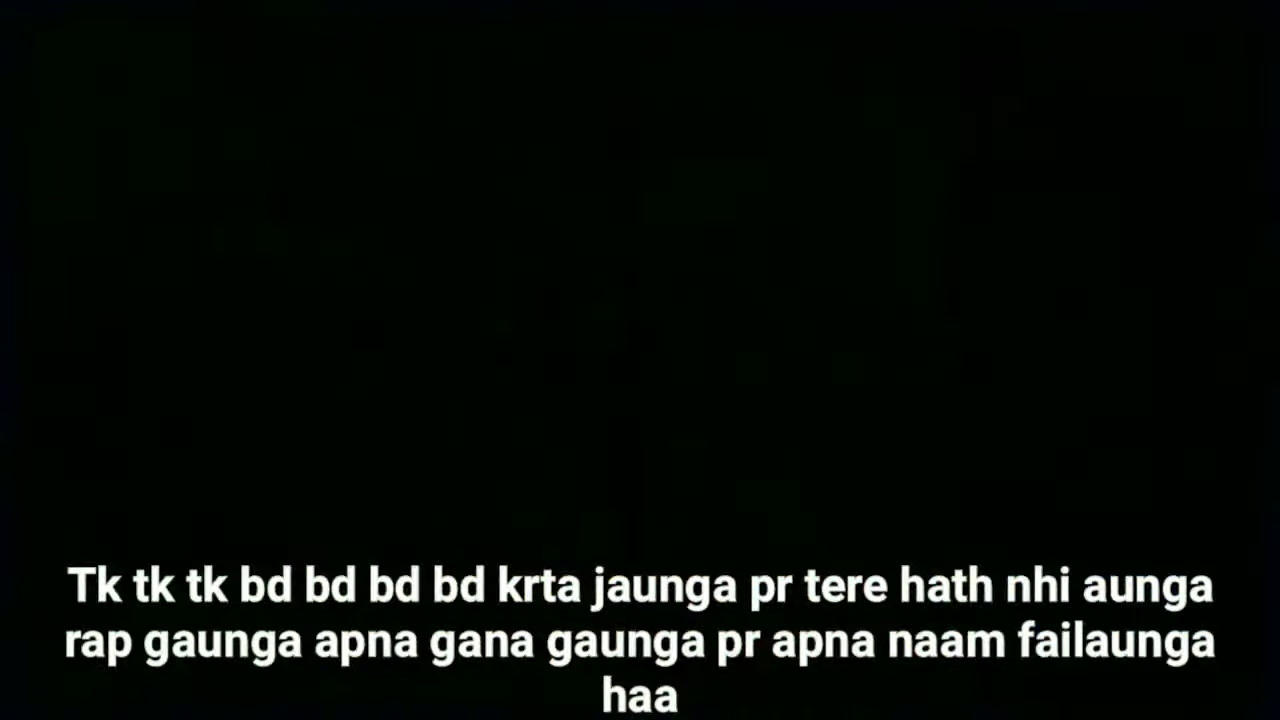 Tk tk tk bd bd bd bd krta jaunga pr tere hath nhi aunga
rap gaunga apna gana gaunga pr apna naam failaunga
haa